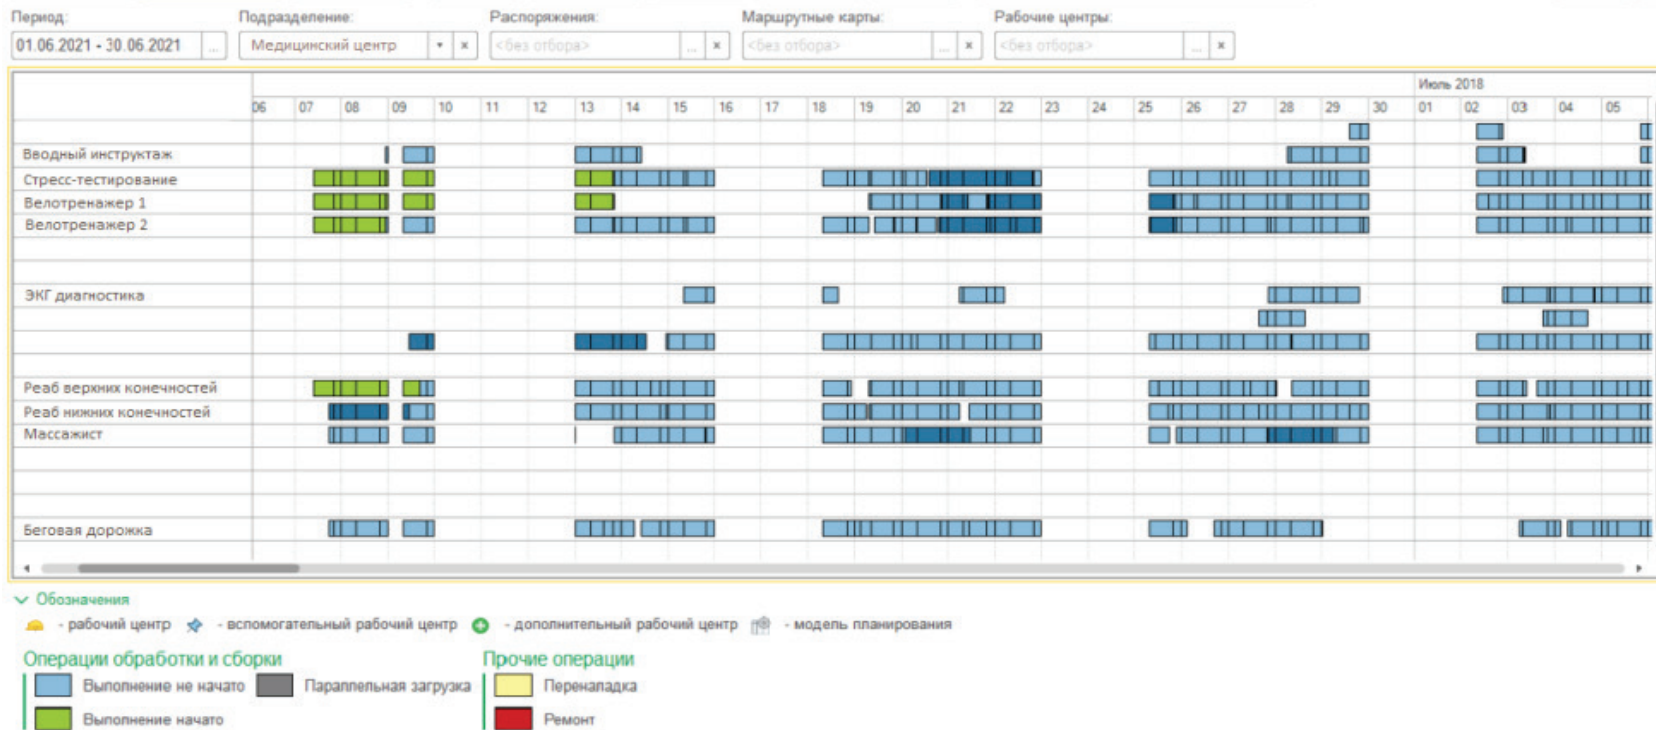 Период: Подразделение: Распоряжения: Маршрутные карты: Рабочие центры:
01.06.2021 - 30.06.2021 ... Медицинский центр × <без отбора> ... × <без отбора> ... × <без отбора> ... ×
Июль 2018
06 07 08 09 10 11 12 13 14 15 16 17 18 19 20 21 22 23 24 25 26 27 28 29 30 01 02 03 04 05
Вводный инструктаж
Стресс-тестирование
Велотренажер 1
Велотренажер 2
ЭКГ диагностика
Реаб верхних конечностей
Реаб нижних конечностей
Массажист
Беговая дорожка
Обозначения
- рабочий центр - вспомогательный рабочий центр - дополнительный рабочий центр - модель планирования
Операции обработки и сборки Прочие операции
Выполнение не начато Параллельная загрузка Переналадка
Выполнение начато Ремонт